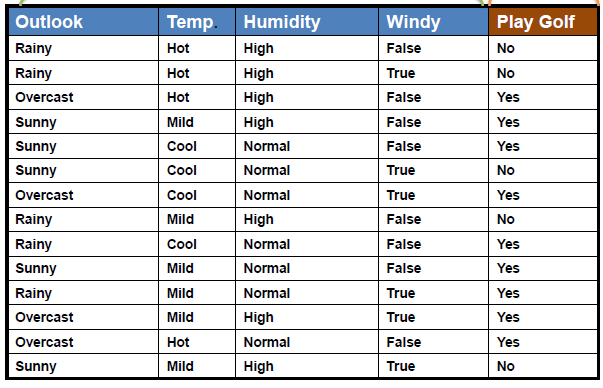 Outlook Temp. Humidity Windy Play Golf
Rainy Hot High False No
Rainy Hot High True No
Overcast Hot High False Yes
Sunny Mild High False Yes
Sunny Cool Normal False Yes
Sunny Cool Normal True No
Overcast Cool Normal True Yes
Rainy Mild High False No
Rainy Cool Normal False Yes
Sunny Mild Normal False Yes
Rainy Mild Normal True Yes
Overcast Mild High True Yes
Overcast Hot Normal False Yes
Sunny Mild High True No